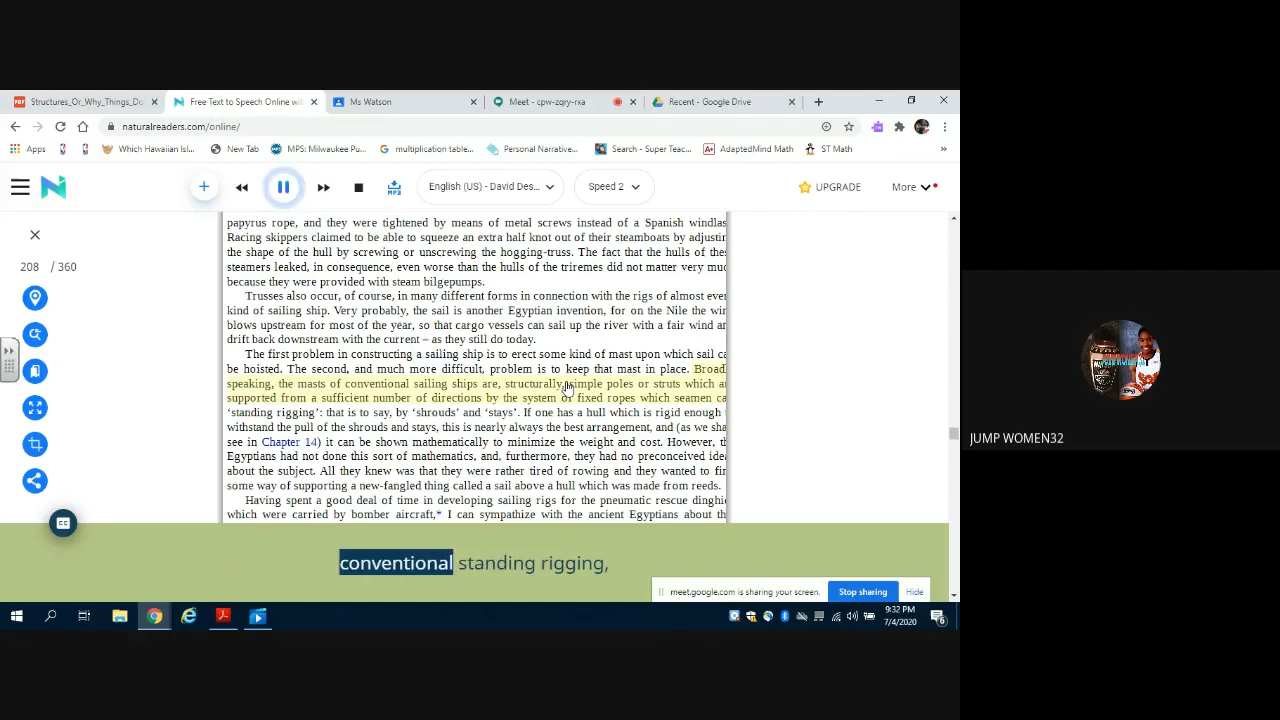 Structures_Or_Why_Things_Do
Free Text to Speech Online wit
Ms Watson
Meet - cpw-zqry-rxa
Recent - Google Drive
naturalreaders.com/online/
Apps
Which Hawaiian Isl...
New Tab
MPS: Milwaukee Pu...
multiplication table...
Personal Narrative...
Search - Super Teac...
AdaptedMind Math
ST Math
»
MP3
English (US) - David Des...
Speed 2
UPGRADE
More
208 / 360
papyrus rope, and they were tightened by means of metal screws instead of a Spanish windlas
Racing skippers claimed to be able to squeeze an extra half knot out of their steamboats by adjustin
the shape of the hull by screwing or unscrewing the hogging-truss. The fact that the hulls of thes
steamers leaked, in consequence, even worse than the hulls of the triremes did not matter very muc
because they were provided with steam bilgepumps.
Trusses also occur, of course, in many different forms in connection with the rigs of almost ever
kind of sailing ship. Very probably, the sail is another Egyptian invention, for on the Nile the win
blows upstream for most of the year, so that cargo vessels can sail up the river with a fair wind an
drift back downstream with the current – as they still do today.
The first problem in constructing a sailing ship is to erect some kind of mast upon which sail ca
be hoisted. The second, and much more difficult, problem is to keep that mast in place. Broadl
speaking, the masts of conventional sailing ships are, structurally, simple poles or struts which ar
supported from a sufficient number of directions by the system of fixed ropes which seamen ca
‘standing rigging’: that is to say, by ‘shrouds’ and ‘stays’. If one has a hull which is rigid enough t
withstand the pull of the shrouds and stays, this is nearly always the best arrangement, and (as we sha
see in Chapter 14) it can be shown mathematically to minimize the weight and cost. However, th
Egyptians had not done this sort of mathematics, and, furthermore, they had no preconceived idea
about the subject. All they knew was that they were rather tired of rowing and they wanted to fin
some way of supporting a new-fangled thing called a sail above a hull which was made from reeds.
Having spent a good deal of time in developing sailing rigs for the pneumatic rescue dinghie
which were carried by bomber aircraft,* I can sympathize with the ancient Egyptians about th
CC
conventional standing rigging,
meet.google.com is sharing your screen.
Stop sharing
Hide
9:32 PM
7/4/2020
6
JUMP WOMEN32